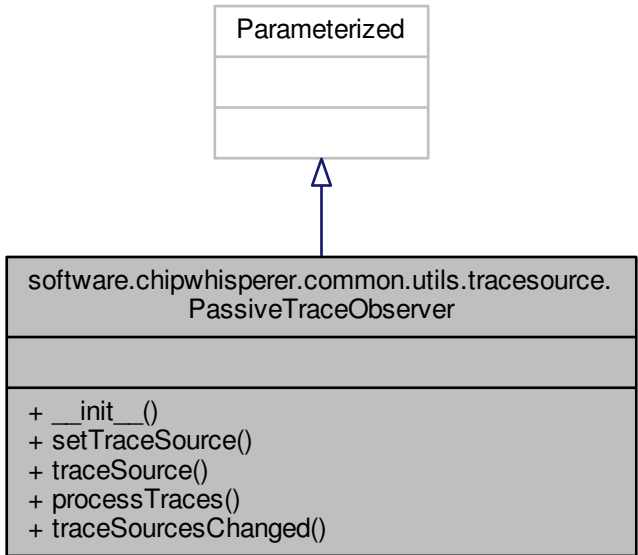 Parameterized
software.chipwhisperer.common.utils.tracesource.
PassiveTraceObserver
+ __init__()
+ setTraceSource()
+ traceSource()
+ processTraces()
+ traceSourcesChanged()